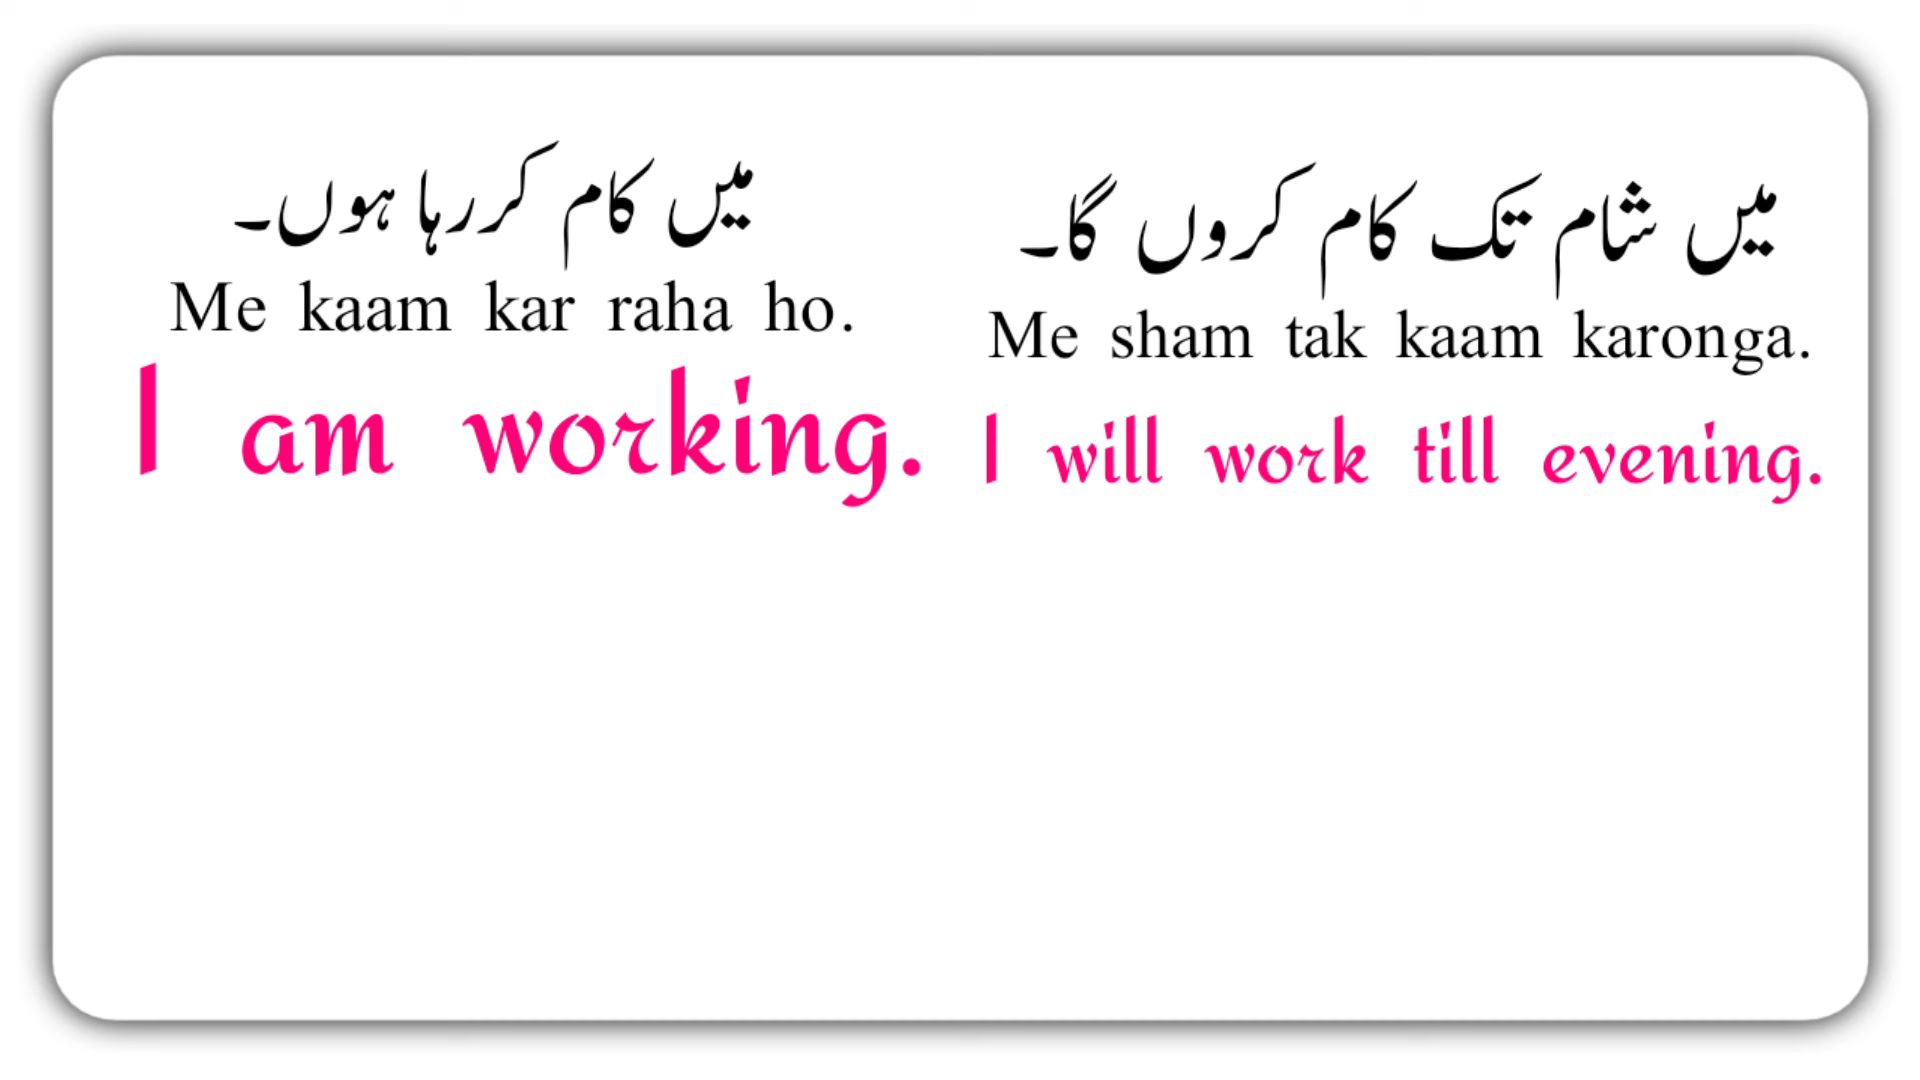 میں کام کررہا ہوں۔
Me kaam kar raha ho.
I am working.
میں شام تک کام کروں گا۔
Me sham tak kaam karonga.
I will work till evening.